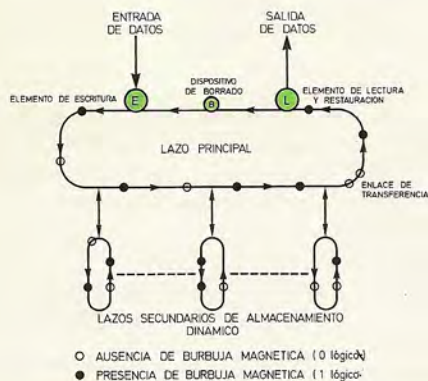 ENTRADA
DE DATOS
SALIDA
DE DATOS
DISPOSITIVO
DE BORRADO
ELEMENTO DE ESCRITURA
ELEMENTO DE LECTURA
Y RESTAURACION
E
B
L
LAZO PRINCIPAL
ENLACE DE
TRANSFERENCIA
LAZOS SECUNDARIOS DE ALMACENAMIENTO
DINAMICO
AUSENCIA DE BURBUJA MAGNETICA (0 lógico)
PRESENCIA DE BURBUJA MAGNETICA (1 lógico-